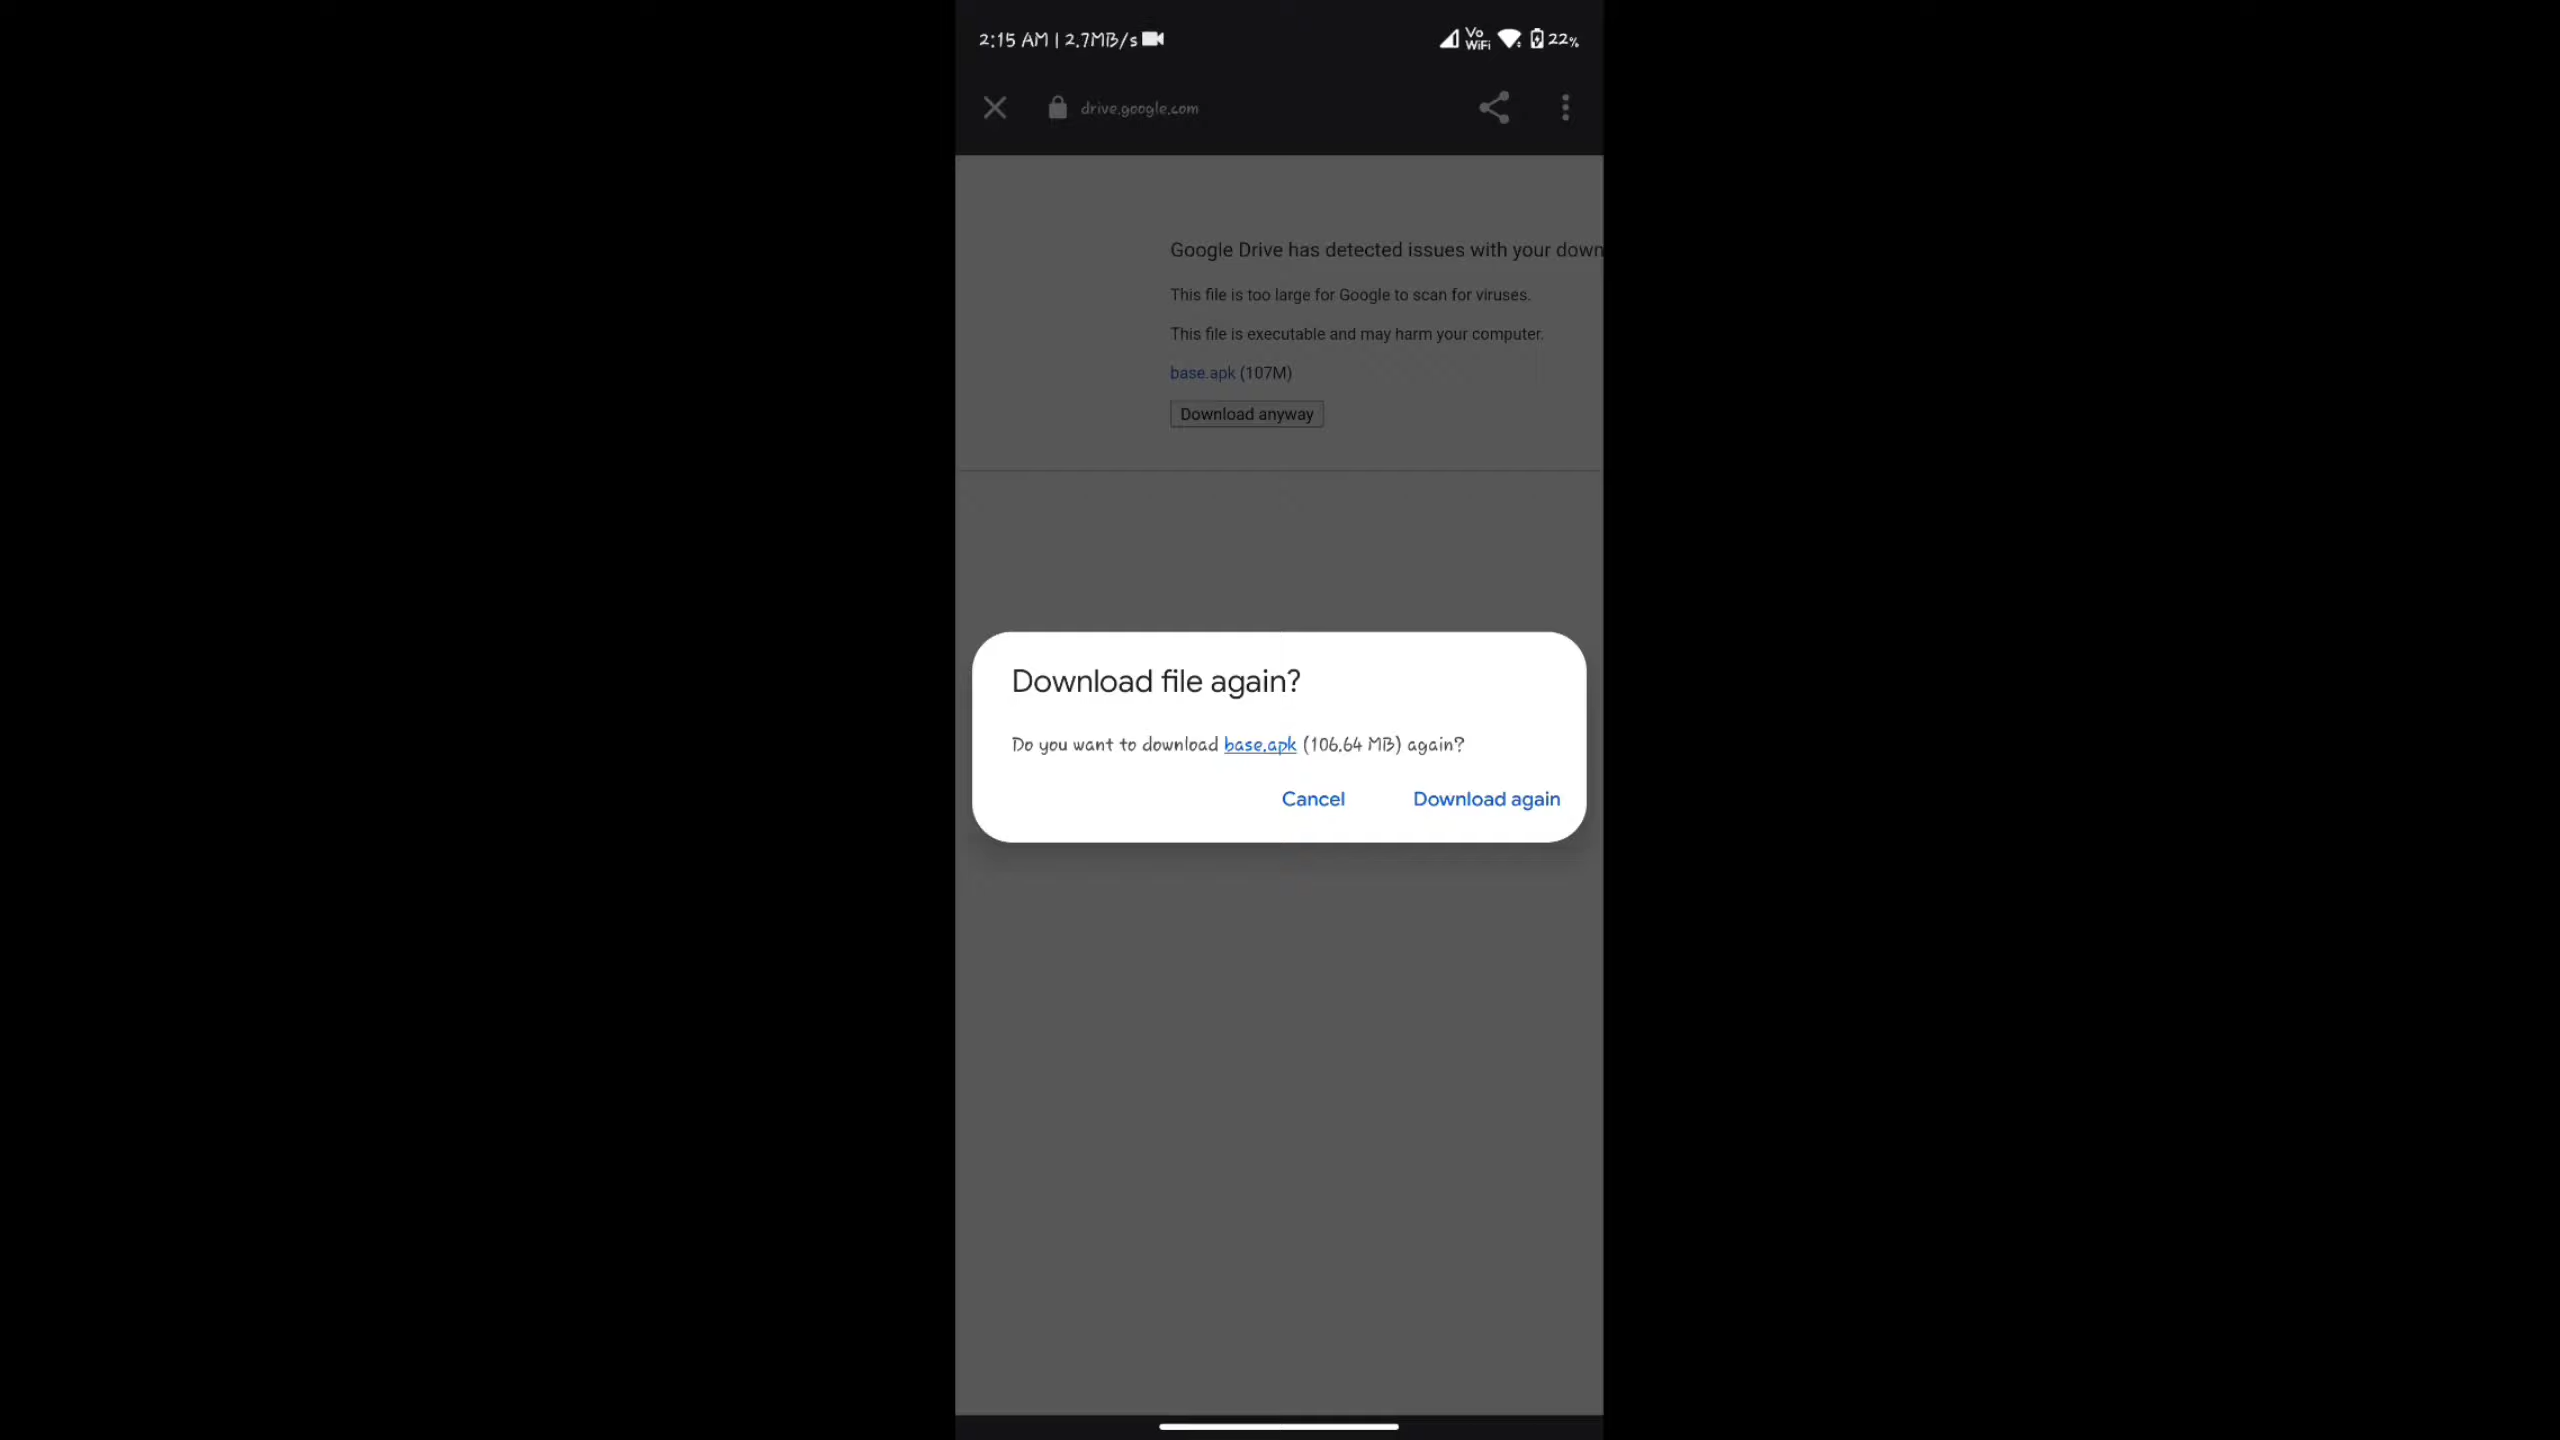 2:15 AM | 2.7MB/s
Vo
WiFi
22%
drive.google.com
Google Drive has detected issues with your down
This file is too large for Google to scan for viruses.
This file is executable and may harm your computer.
base.apk (107M)
Download anyway
Download file again?
Do you want to download base.apk (106.64 MB) again?
Cancel Download again